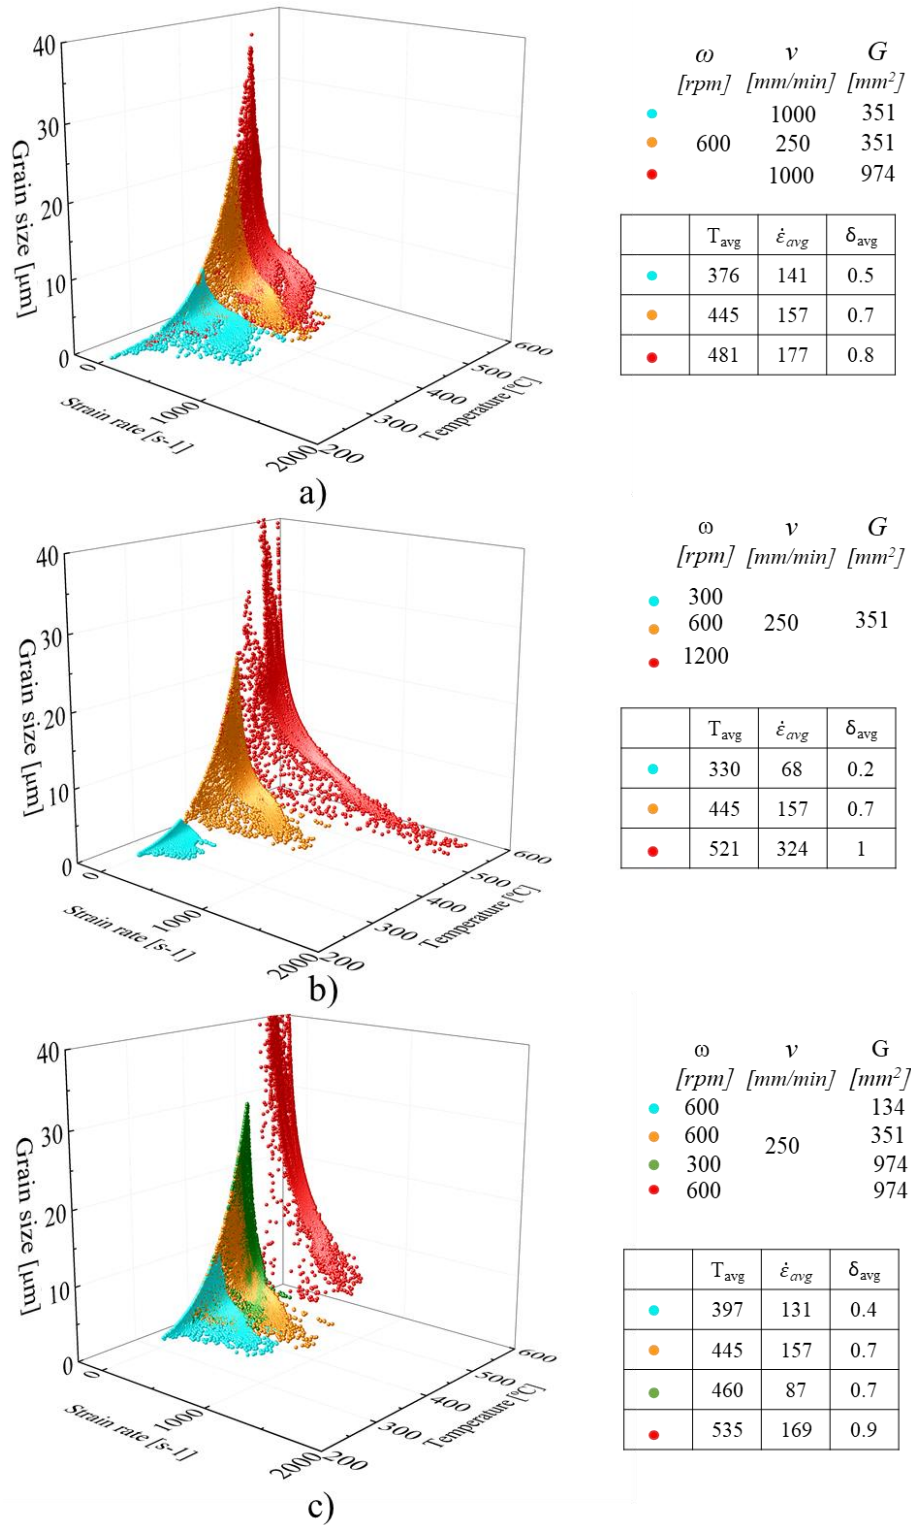 40
30
20
10
0
Grain size [µm]
0
1000
2000
Strain rate [s-1]
200
300
400
500
600
Temperature [ºC]
a)
ω ν G
[rpm] [mm/min] [mm²]
1000 351
600 250 351
1000 974
T_avg ε̇_avg δ_avg
376 141 0.5
445 157 0.7
481 177 0.8
40
30
20
10
0
Grain size [µm]
0
1000
2000
Strain rate [s-1]
200
300
400
500
600
Temperature [ºC]
b)
ω ν G
[rpm] [mm/min] [mm²]
300
600 250 351
1200
T_avg ε̇_avg δ_avg
330 68 0.2
445 157 0.7
521 324 1
40
30
20
10
0
Grain size [µm]
0
1000
2000
Strain rate [s-1]
200
300
400
500
600
Temperature [ºC]
c)
ω ν G
[rpm] [mm/min] [mm²]
600 134
600 351
250
300 974
600 974
T_avg ε̇_avg δ_avg
397 131 0.4
445 157 0.7
460 87 0.7
535 169 0.9